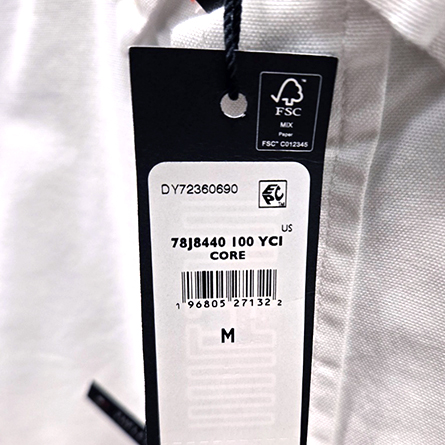 FSC
MIX
Paper
FSC™ C012345
DY72360690
US
78J8440 100 YCI
CORE
1 96805 27132 2
M